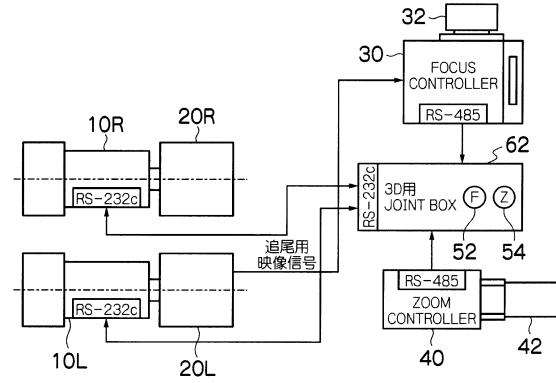 32
30
FOCUS
CONTROLLER
RS-485
20R
10R
RS-232c
62
RS-232c
3D用
JOINT BOX
F
Z
52
54
追尾用
映像信号
RS-232c
10L
20L
RS-485
ZOOM
CONTROLLER
40
42